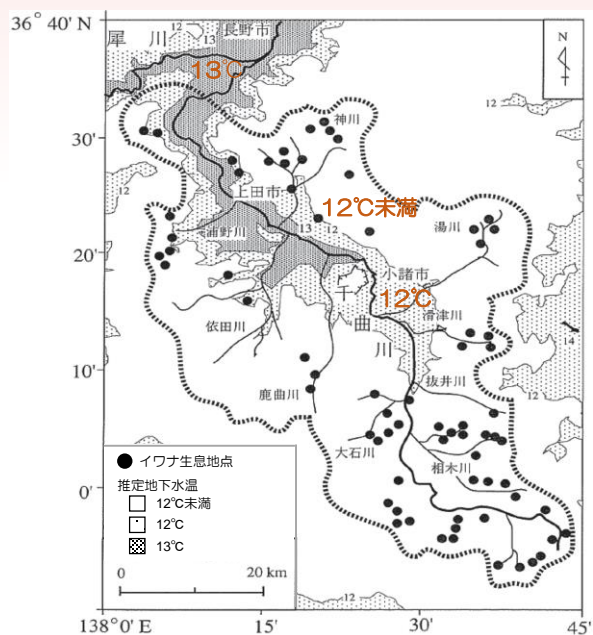 36° 40' N
12
犀川
13
長野市
N
13℃
12
神川
30'
12
12
上田市
12℃未満
湯川
浦野川
13
12
20'
小諸市
12℃
千曲川
滑津川
依田川
14
10'
抜井川
鹿曲川
12
大石川
相木川
イワナ生息地点
推定地下水温
12℃未満
12℃
13℃
0'
0 20 km
12
138° 0' E
15'
30'
45'